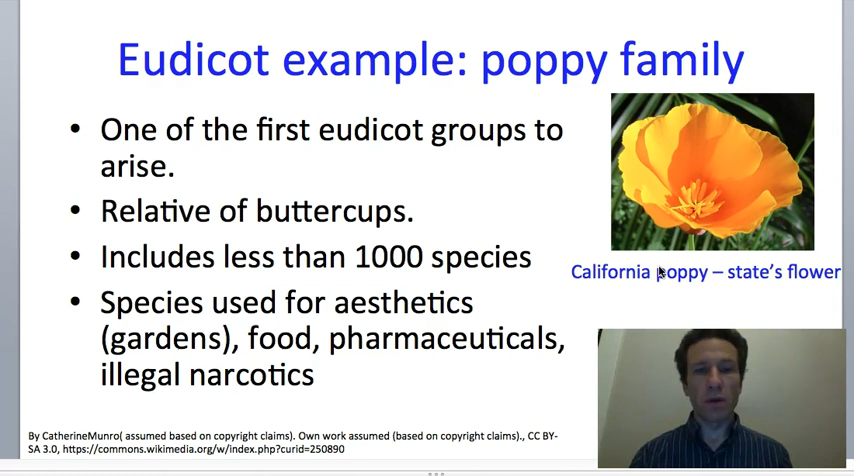 Eudicot example: poppy family
• One of the first eudicot groups to
arise.
• Relative of buttercups.
• Includes less than 1000 species
• Species used for aesthetics
(gardens), food, pharmaceuticals,
illegal narcotics
California poppy – state's flower
By CatherineMunro( assumed based on copyright claims). Own work assumed (based on copyright claims)., CC BY-
SA 3.0, https://commons.wikimedia.org/w/index.php?curid=250890